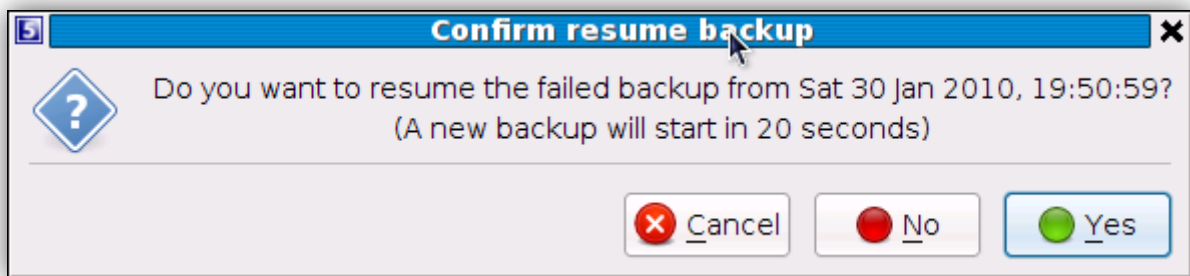 Confirm resume backup
Do you want to resume the failed backup from Sat 30 Jan 2010, 19:50:59?
(A new backup will start in 20 seconds)
Cancel
No
Yes